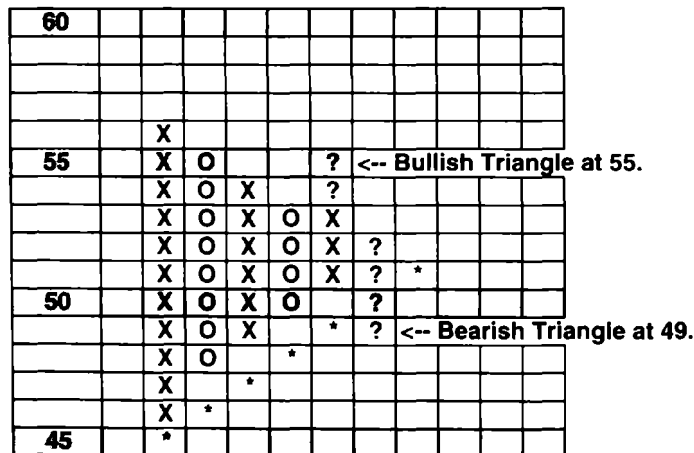 60
X
55 X O ? <-- Bullish Triangle at 55.
X O X ?
X O X O X
X O X O X ?
X O X O X ? *
50 X O X O ?
X O X * ? <-- Bearish Triangle at 49.
X O *
X *
X *
45 *